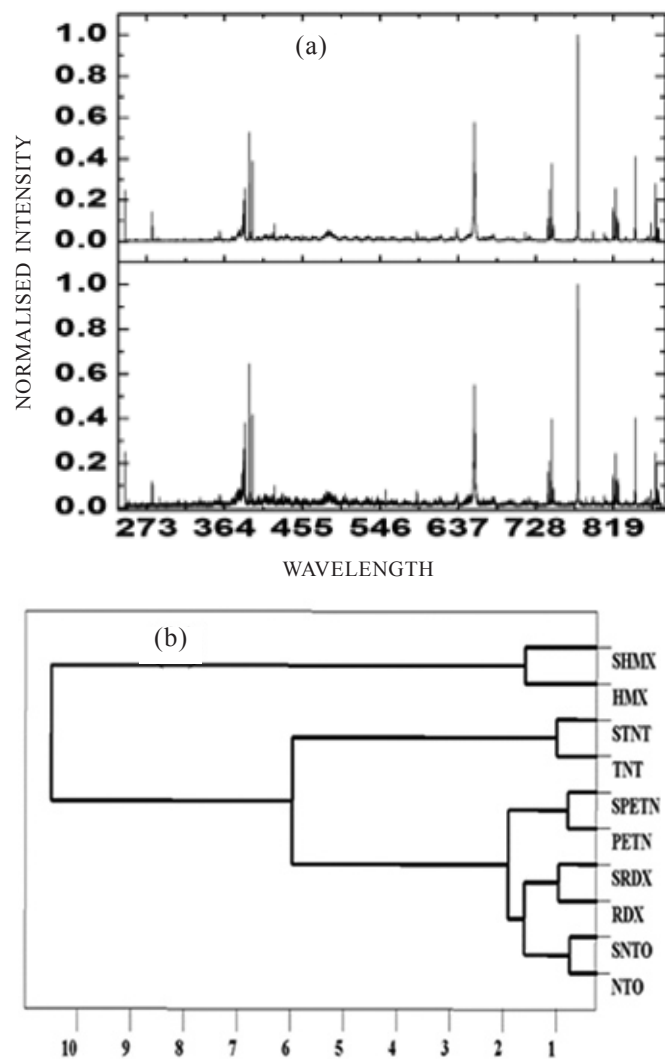 (a)
1.0
0.8
0.6
0.4
0.2
0.0
NORMALISED INTENSITY
1.0
0.8
0.6
0.4
0.2
0.0
273 364 455 546 637 728 819
WAVELENGTH
(b)
SHMX
HMX
STNT
TNT
SPETN
PETN
SRDX
RDX
SNTO
NTO
10 9 8 7 6 5 4 3 2 1